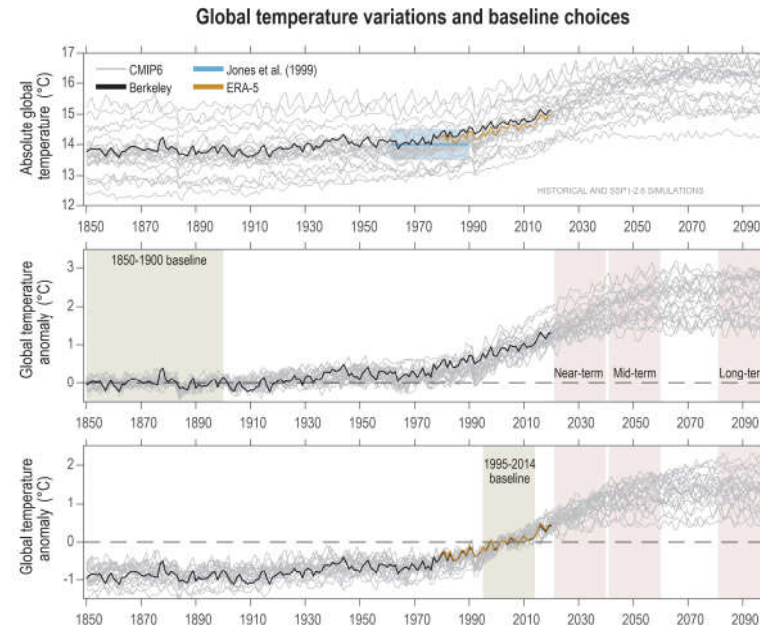 Global temperature variations and baseline choices
Absolute global
temperature (°C)
17
16
15
14
13
12
CMIP6
Berkeley
Jones et al. (1999)
ERA-5
HISTORICAL AND SSP1-2.6 SIMULATIONS
1850 1870 1890 1910 1930 1950 1970 1990 2010 2030 2050 2070 2090
Global temperature
anomaly (°C)
3
2
1
0
1850-1900 baseline
Near-term
Mid-term
Long-ter
1850 1870 1890 1910 1930 1950 1970 1990 2010 2030 2050 2070 2090
Global temperature
anomaly (°C)
2
1
0
-1
1995-2014
baseline
1850 1870 1890 1910 1930 1950 1970 1990 2010 2030 2050 2070 2090